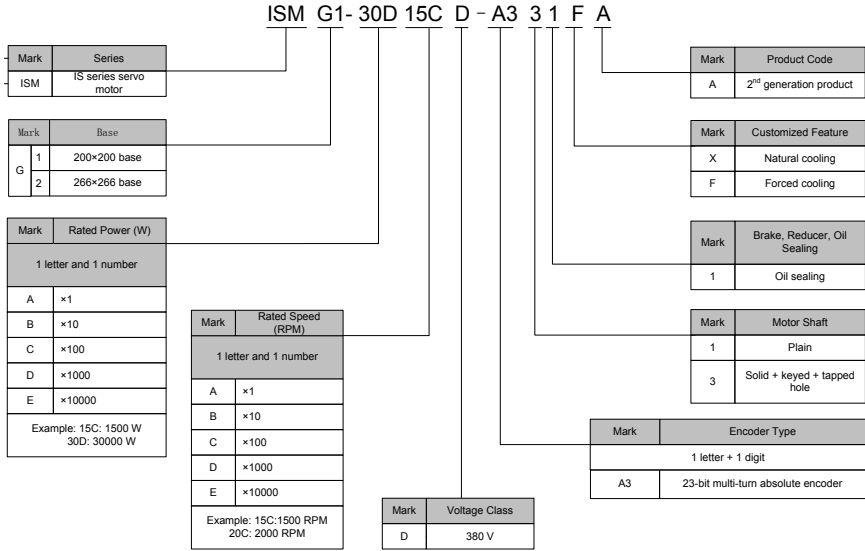 ISM G1- 30D 15C D - A3 3 1 F A
Mark Series
ISM IS series servo
motor
Mark Base
G 1 200×200 base
2 266×266 base
Mark Rated Power (W)
1 letter and 1 number
A ×1
B ×10
C ×100
D ×1000
E ×10000
Example: 15C: 1500 W
30D: 30000 W
Mark Rated Speed
(RPM)
1 letter and 1 number
A ×1
B ×10
C ×100
D ×1000
E ×10000
Example: 15C:1500 RPM
20C: 2000 RPM
Mark Voltage Class
D 380 V
Mark Product Code
A 2nd generation product
Mark Customized Feature
X Natural cooling
F Forced cooling
Mark Brake, Reducer, Oil
Sealing
1 Oil sealing
Mark Motor Shaft
1 Plain
3 Solid + keyed + tapped
hole
Mark Encoder Type
1 letter + 1 digit
A3 23-bit multi-turn absolute encoder